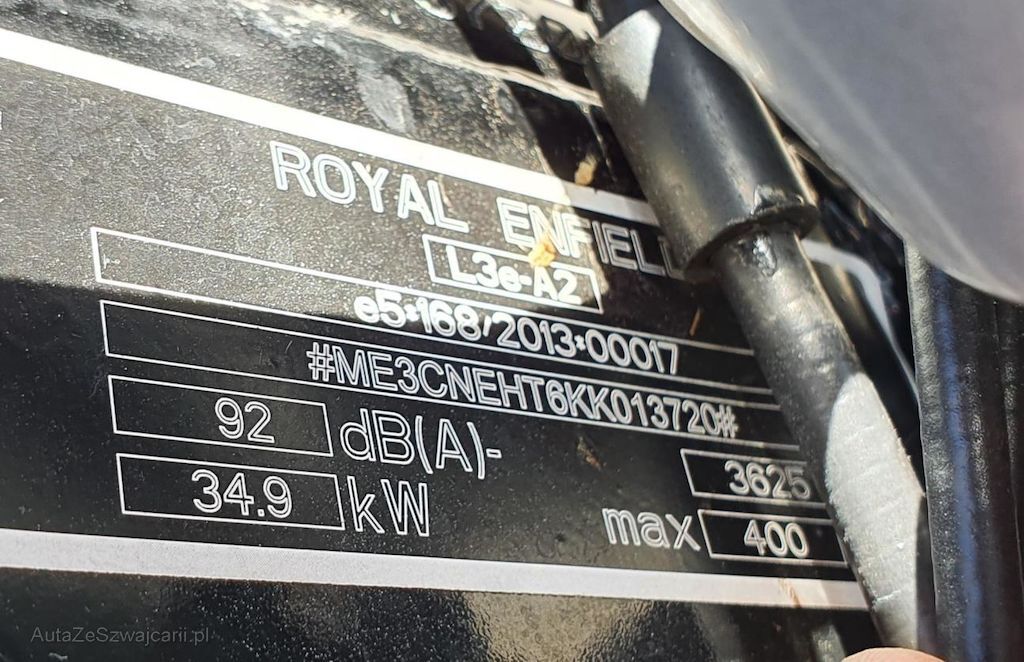 ROYAL ENFIEL
L3e-A2
e5*168/2013*00017
#ME3CNEHT6KK013720#
92 dB(A)- 3625
34.9 kW max 400
AutaZeSzwajcarii.pl